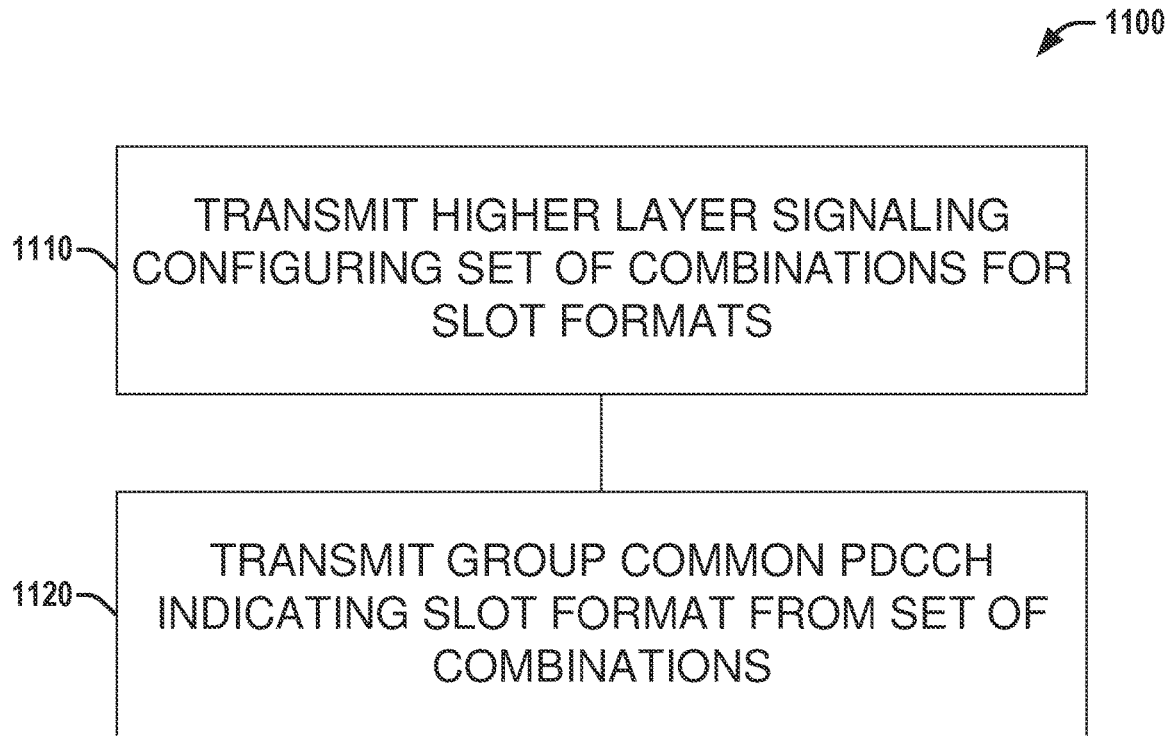 1100
1110
TRANSMIT HIGHER LAYER SIGNALING
CONFIGURING SET OF COMBINATIONS FOR
SLOT FORMATS
1120
TRANSMIT GROUP COMMON PDCCH
INDICATING SLOT FORMAT FROM SET OF
COMBINATIONS